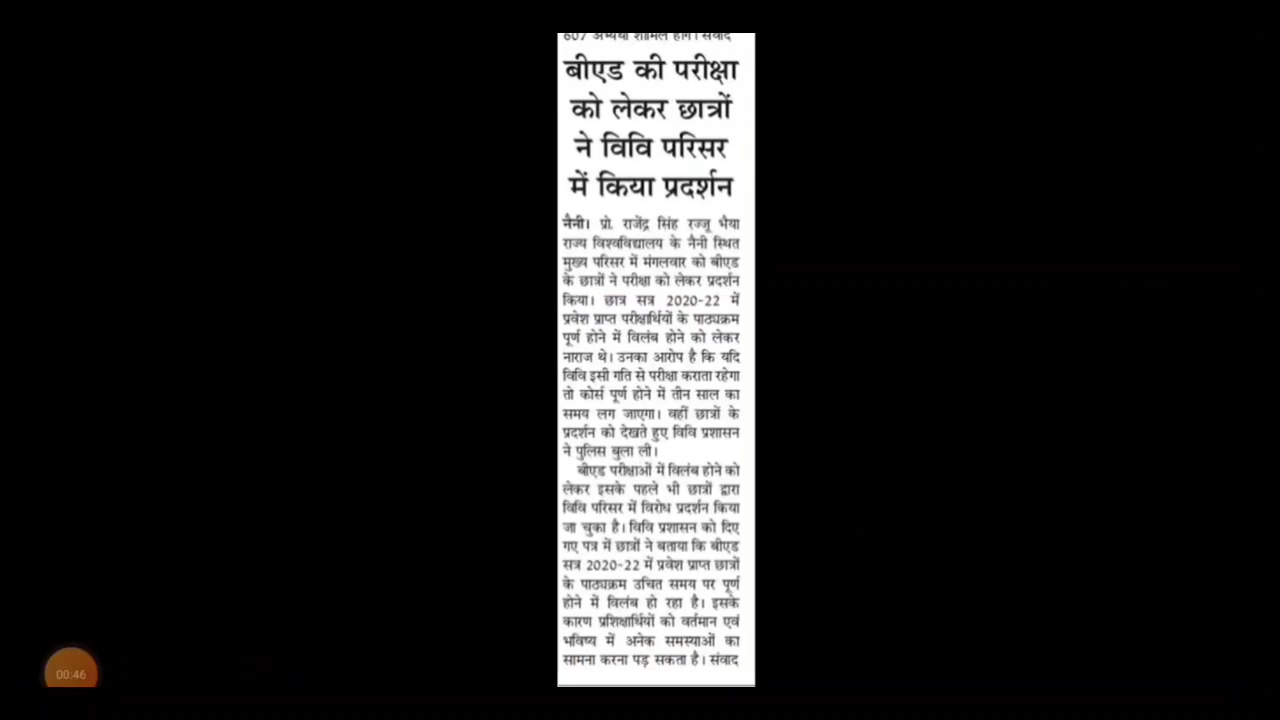 607 अभ्यर्थी शामिल होंगे। संवाद
बीएड की परीक्षा
को लेकर छात्रों
ने विवि परिसर
में किया प्रदर्शन
नैनी। प्रो. राजेंद्र सिंह रज्जू भैया
राज्य विश्वविद्यालय के नैनी स्थित
मुख्य परिसर में मंगलवार को बीएड
के छात्रों ने परीक्षा को लेकर प्रदर्शन
किया। छात्र सत्र 2020-22 में
प्रवेश प्राप्त परीक्षार्थियों के पाठ्यक्रम
पूर्ण होने में विलंब होने को लेकर
नाराज थे। उनका आरोप है कि यदि
विवि इसी गति से परीक्षा कराता रहेगा
तो कोर्स पूर्ण होने में तीन साल का
समय लग जाएगा। वहीं छात्रों के
प्रदर्शन को देखते हुए विवि प्रशासन
ने पुलिस बुला ली।
बीएड परीक्षाओं में विलंब होने को
लेकर इसके पहले भी छात्रों द्वारा
विवि परिसर में विरोध प्रदर्शन किया
जा चुका है। विवि प्रशासन को दिए
गए पत्र में छात्रों ने बताया कि बीएड
सत्र 2020-22 में प्रवेश प्राप्त छात्रों
के पाठ्यक्रम उचित समय पर पूर्ण
होने में विलंब हो रहा है। इसके
कारण प्रशिक्षार्थियों को वर्तमान एवं
भविष्य में अनेक समस्याओं का
सामना करना पड़ सकता है। संवाद
00:46